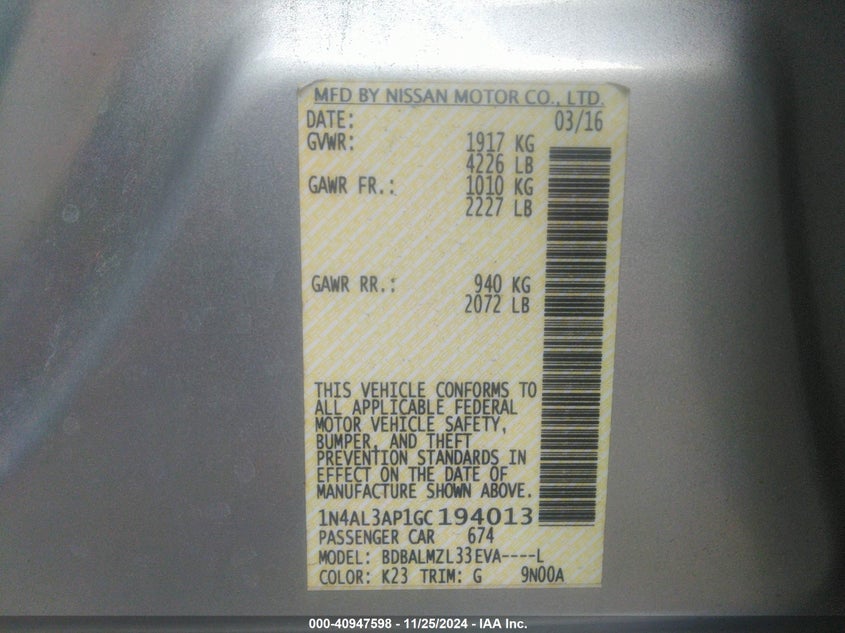 MFD BY NISSAN MOTOR CO., LTD.
DATE: 03/16
GVWR: 1917 KG
4226 LB
GAWR FR.: 1010 KG
2227 LB
GAWR RR.: 940 KG
2072 LB
THIS VEHICLE CONFORMS TO
ALL APPLICABLE FEDERAL
MOTOR VEHICLE SAFETY,
BUMPER, AND THEFT
PREVENTION STANDARDS IN
EFFECT ON THE DATE OF
MANUFACTURE SHOWN ABOVE.
1N4AL3AP1GC194013
PASSENGER CAR 674
MODEL: BDBALMZL33EVA----L
COLOR: K23 TRIM: G 9N00A
000-40947598 - 11/25/2024 - IAA Inc.